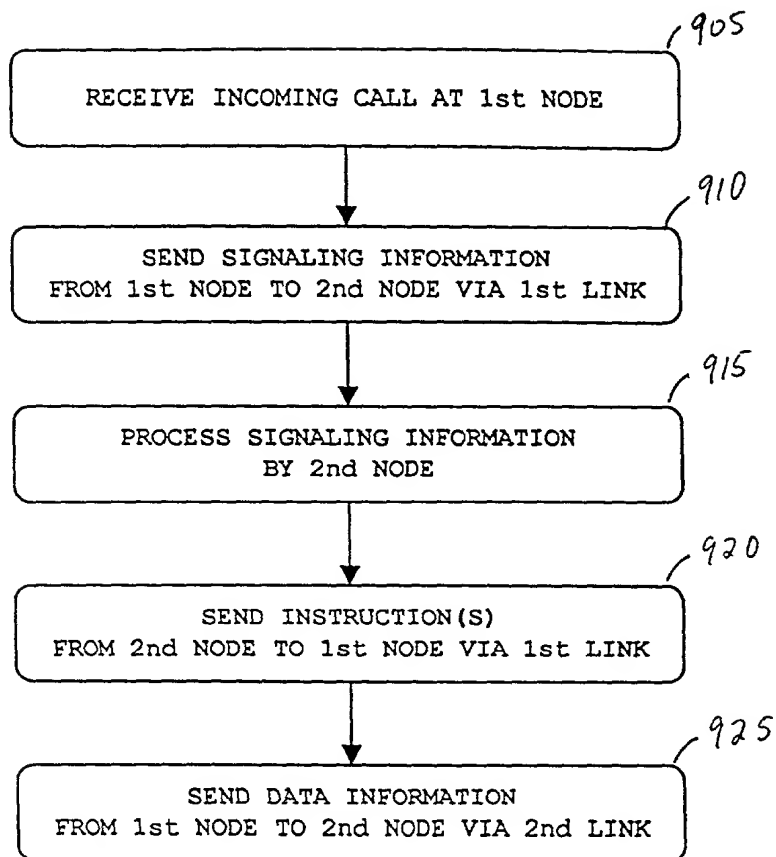 905
RECEIVE INCOMING CALL AT 1st NODE
910
SEND SIGNALING INFORMATION
FROM 1st NODE TO 2nd NODE VIA 1st LINK
915
PROCESS SIGNALING INFORMATION
BY 2nd NODE
920
SEND INSTRUCTION(S)
FROM 2nd NODE TO 1st NODE VIA 1st LINK
925
SEND DATA INFORMATION
FROM 1st NODE TO 2nd NODE VIA 2nd LINK